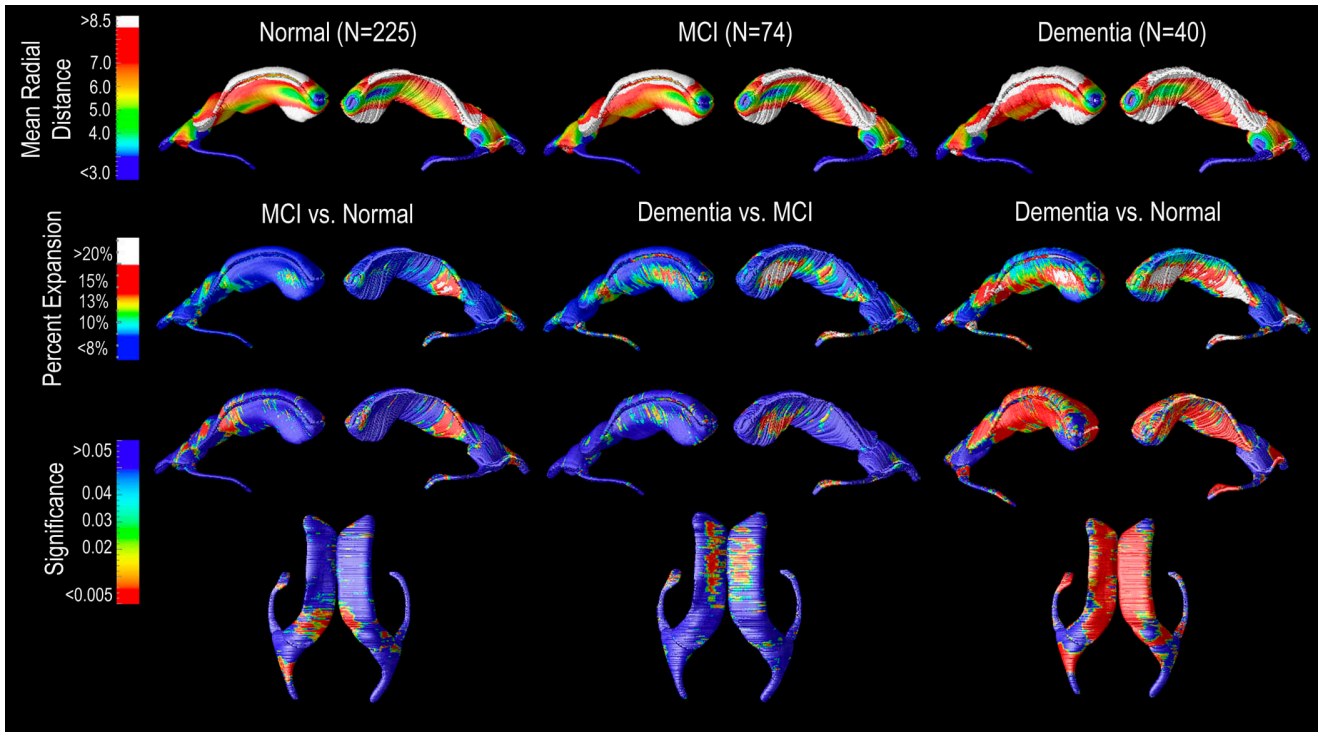 Normal (N=225) MCI (N=74) Dementia (N=40)
Mean Radial
Distance
>8.5
7.0
6.0
5.0
4.0
<3.0
MCI vs. Normal Dementia vs. MCI Dementia vs. Normal
Percent Expansion
>20%
15%
13%
10%
<8%
Significance
>0.05
0.04
0.03
0.02
<0.005